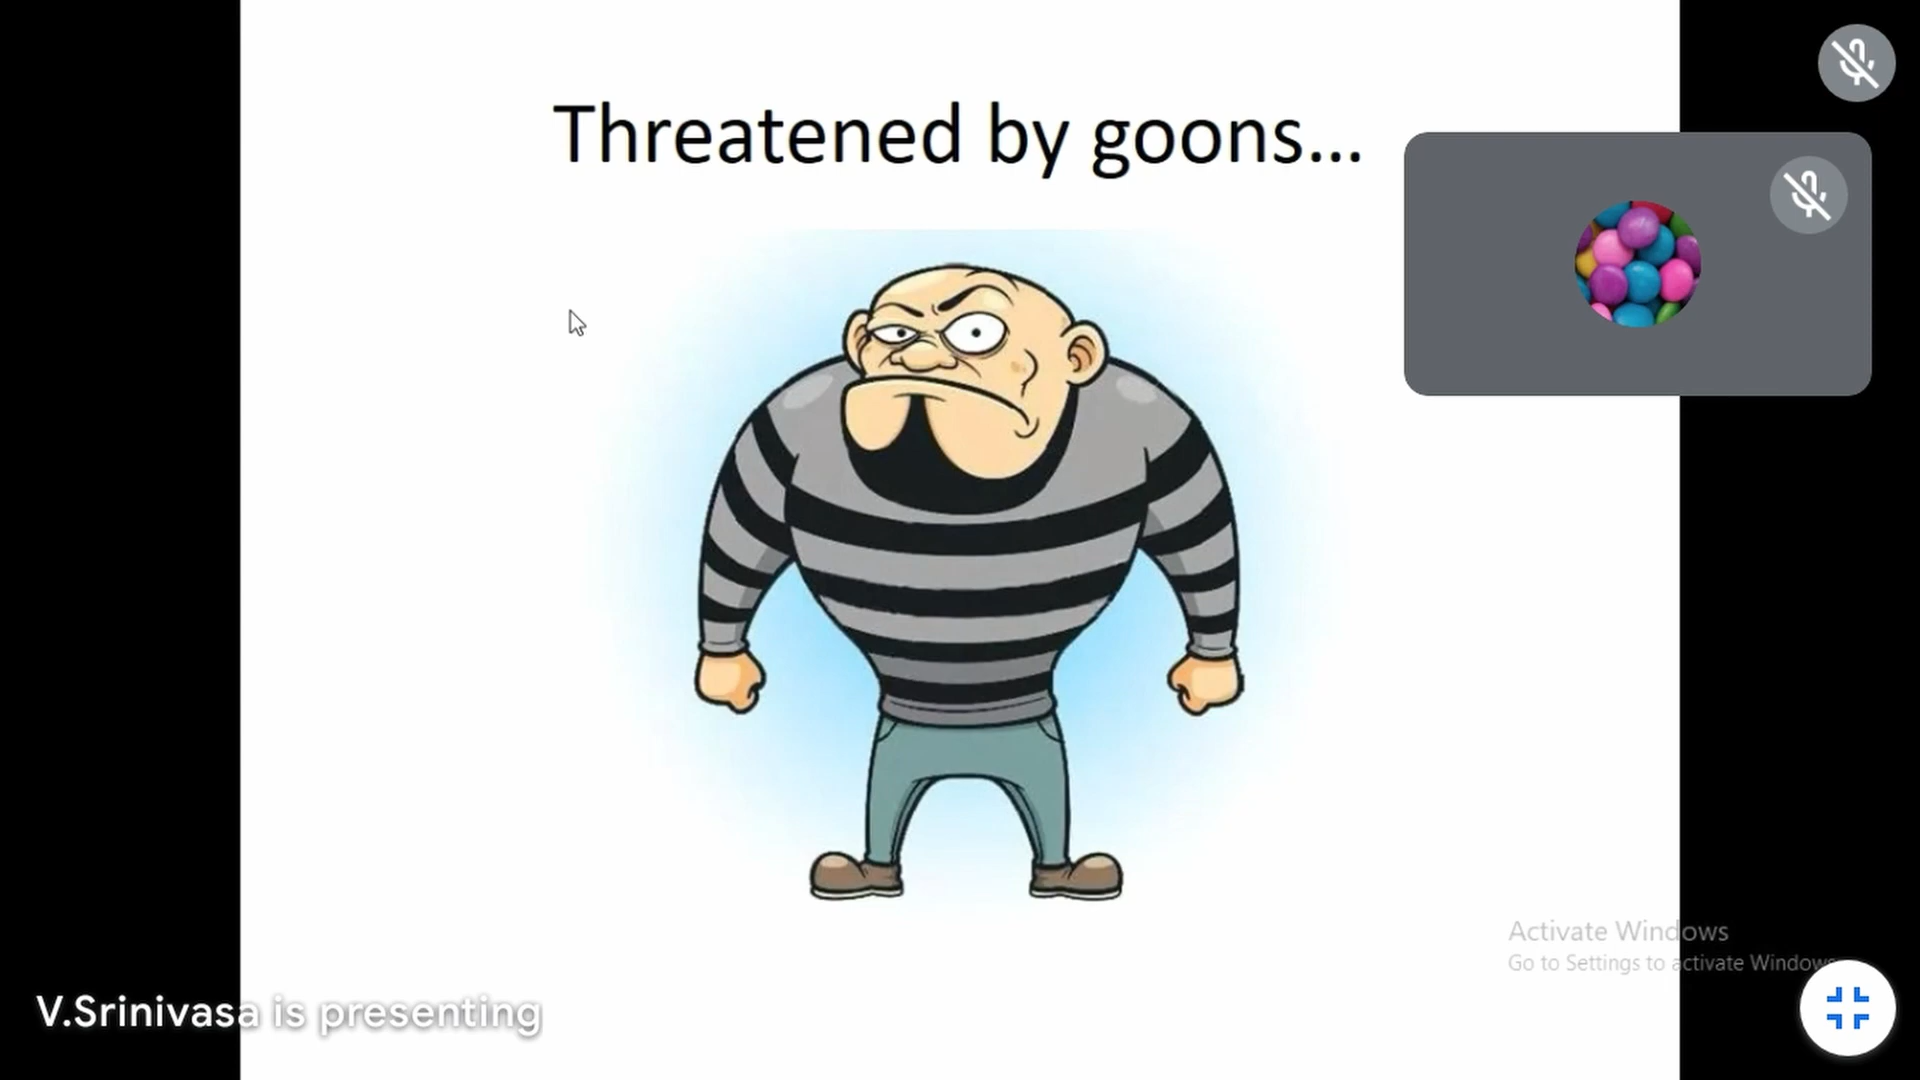 Threatened by goons...
Activate Windows
Go to Settings to activate Windows.
V.Srinivasa is presenting